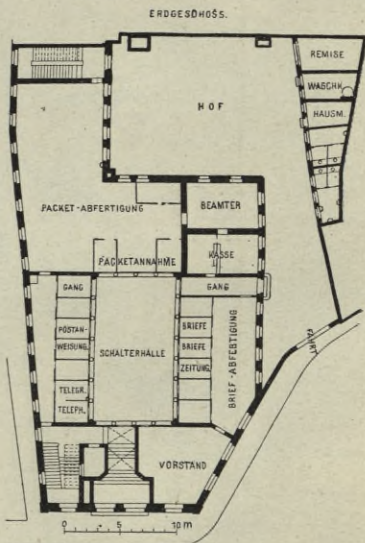 ERDGESCHOSS.
REMISE
WASCHK.
HAUSM.
HOF
PACKET-ABFERTIGUNG
BEAMTER
PACKETANNAHME
KASSE
GANG
GANG
POSTAN-
WEISUNG.
SCHALTERHALLE
BRIEFE
BRIEFE
ZEITUNG.
BRIEF-ABFERTIGUNG
FAHRT
TELEGR.
TELEPH.
VORSTAND
0 5 10 m